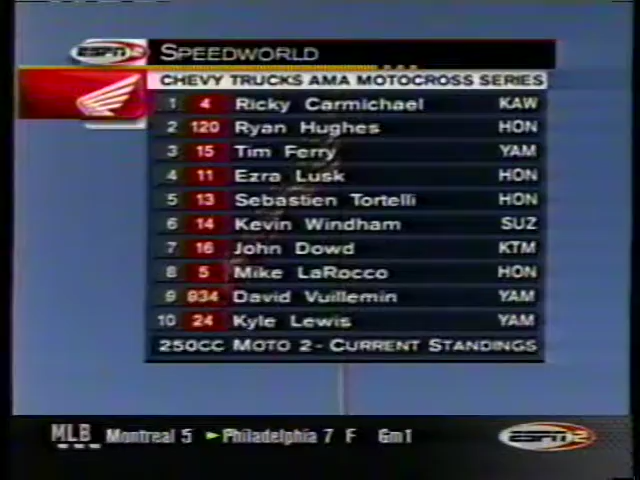 ESPN2 SPEEDWORLD
CHEVY TRUCKS AMA MOTOCROSS SERIES
1 4 Ricky Carmichael KAW
2 120 Ryan Hughes HON
3 15 Tim Ferry YAM
4 11 Ezra Lusk HON
5 13 Sebastien Tortelli HON
6 14 Kevin Windham SUZ
7 16 John Dowd KTM
8 5 Mike LaRocco HON
9 934 David Vuillemin YAM
10 24 Kyle Lewis YAM
250CC MOTO 2 - CURRENT STANDINGS
MLB Montreal 5 ►Philadelphia 7 F Gm1 ESPN2